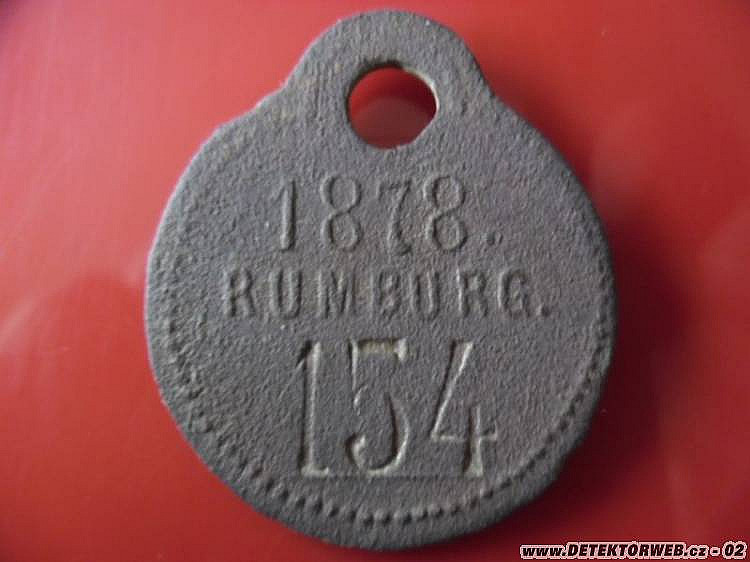 1878.
RUMBURG.
154
www.DETEKTORWEB.cz - 02